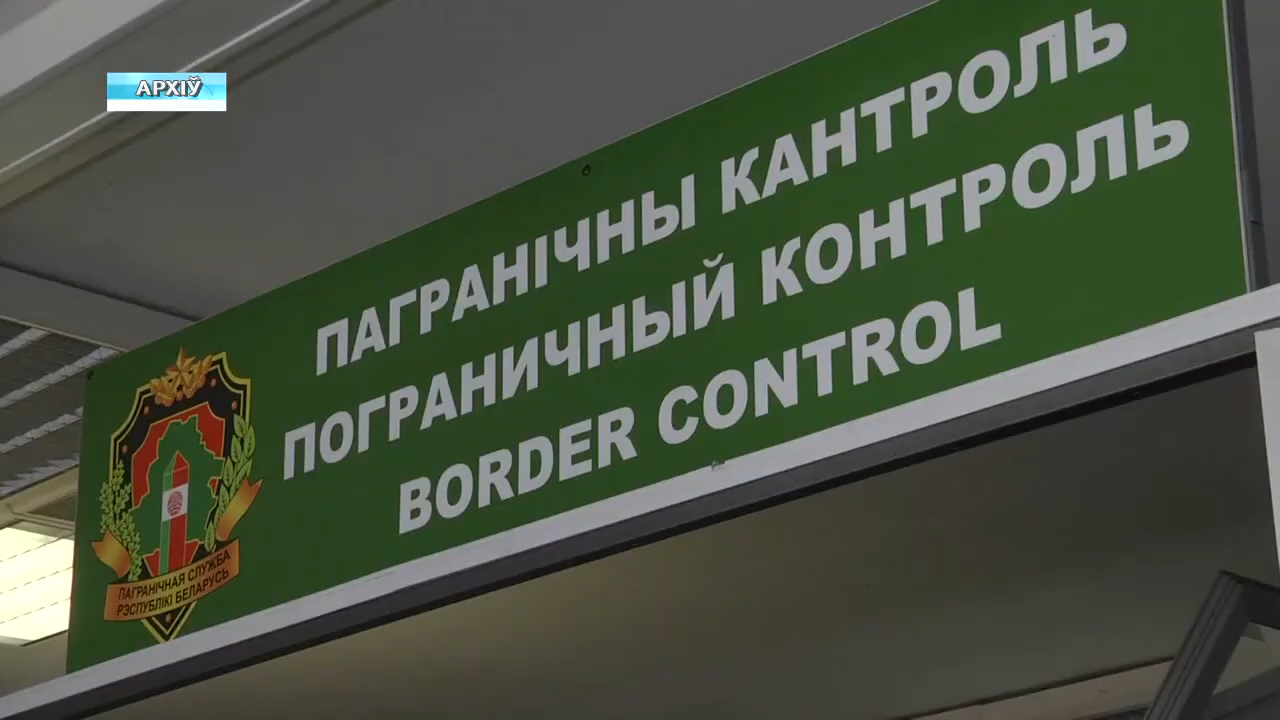 АРХІЎ
ПАГРАНІЧНЫ КАНТРОЛЬ
ПОГРАНИЧНЫЙ КОНТРОЛЬ
BORDER CONTROL
ПАГРАНІЧНАЯ СЛУЖБА
РЭСПУБЛІКІ БЕЛАРУСЬ